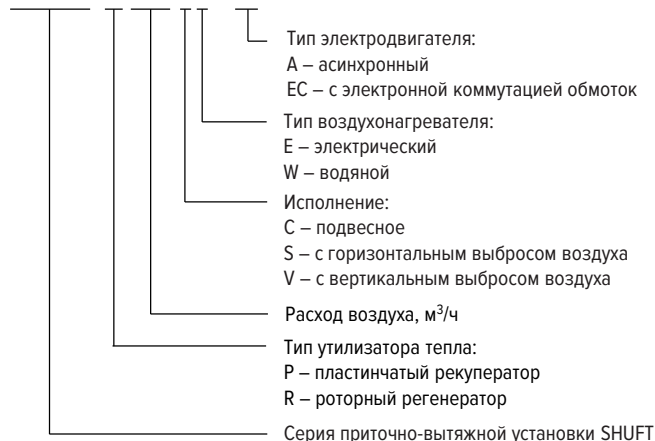 Тип электродвигателя:
A – асинхронный
EC – с электронной коммутацией обмоток
Тип воздухонагревателя:
E – электрический
W – водяной
Исполнение:
C – подвесное
S – с горизонтальным выбросом воздуха
V – с вертикальным выбросом воздуха
Расход воздуха, м³/ч
Тип утилизатора тепла:
P – пластинчатый рекуператор
R – роторный регенератор
Серия приточно-вытяжной установки SHUFT